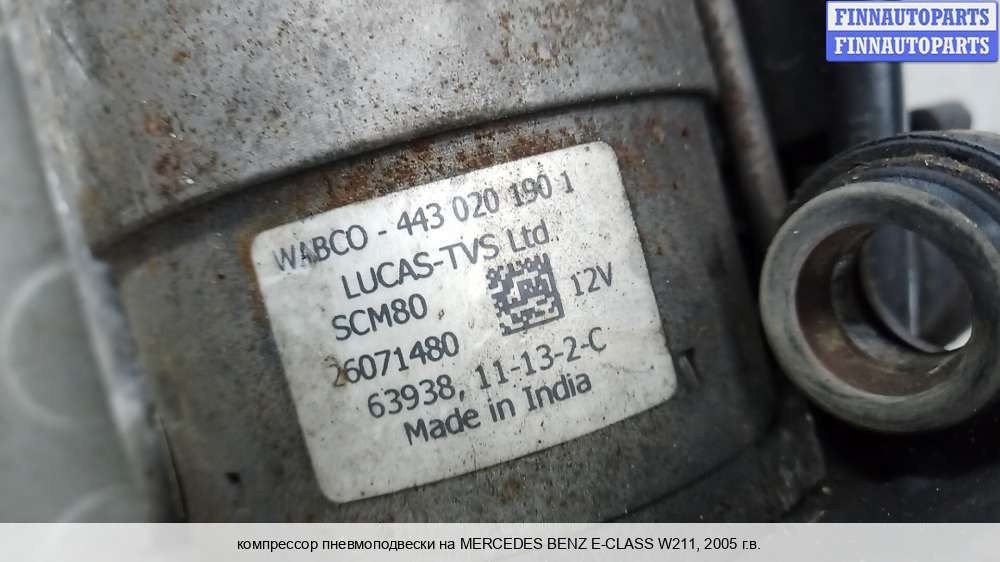 FINNAUTOPARTS
FINNAUTOPARTS
WABCO - 443 020 190 1
LUCAS-TVS Ltd
SCM80
12V
26071480
63938, 11-13-2-C
Made in India
компрессор пневмоподвески на MERCEDES BENZ E-CLASS W211, 2005 г.в.